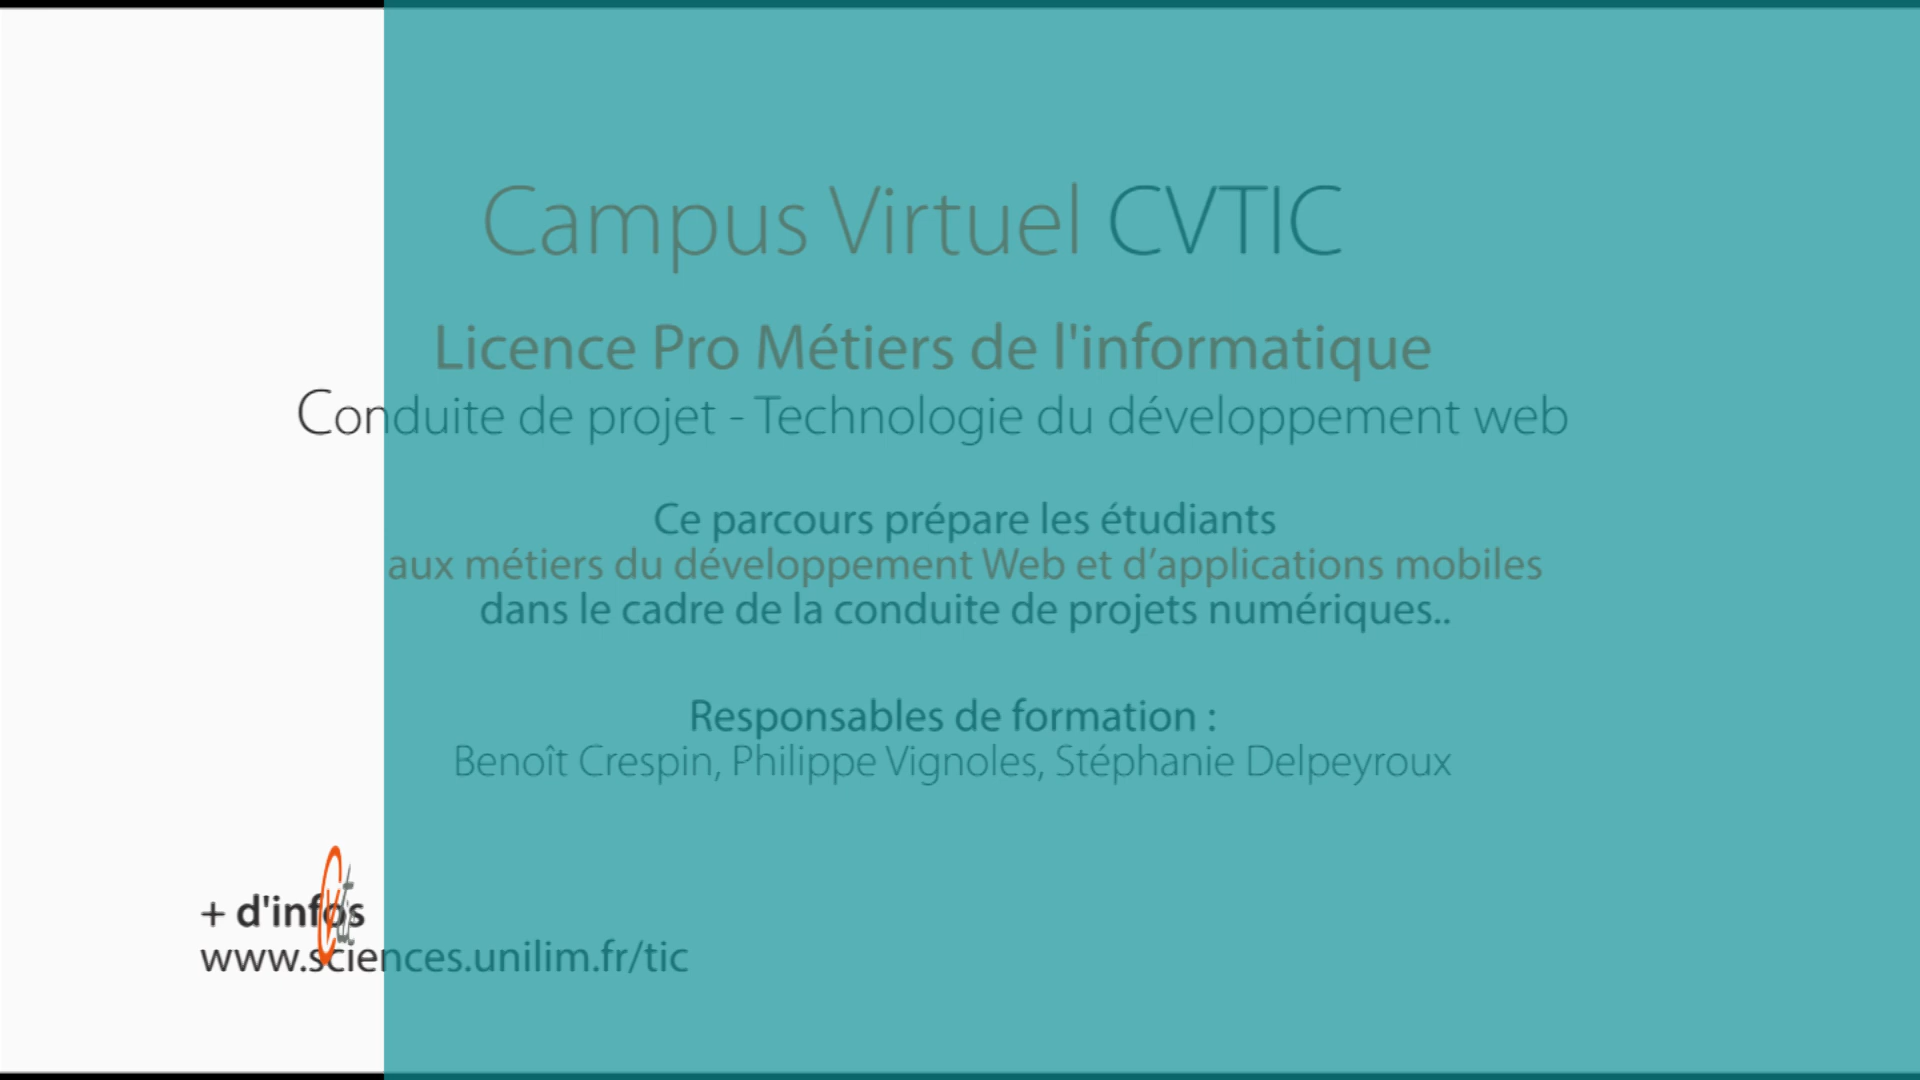 Campus Virtuel CVTIC
Licence Pro Métiers de l'informatique
Conduite de projet - Technologie du développement web
Ce parcours prépare les étudiants
aux métiers du développement Web et d’applications mobiles
dans le cadre de la conduite de projets numériques..
Responsables de formation :
Benoît Crespin, Philippe Vignoles, Stéphanie Delpeyroux
+ d'infos
www.sciences.unilim.fr/tic